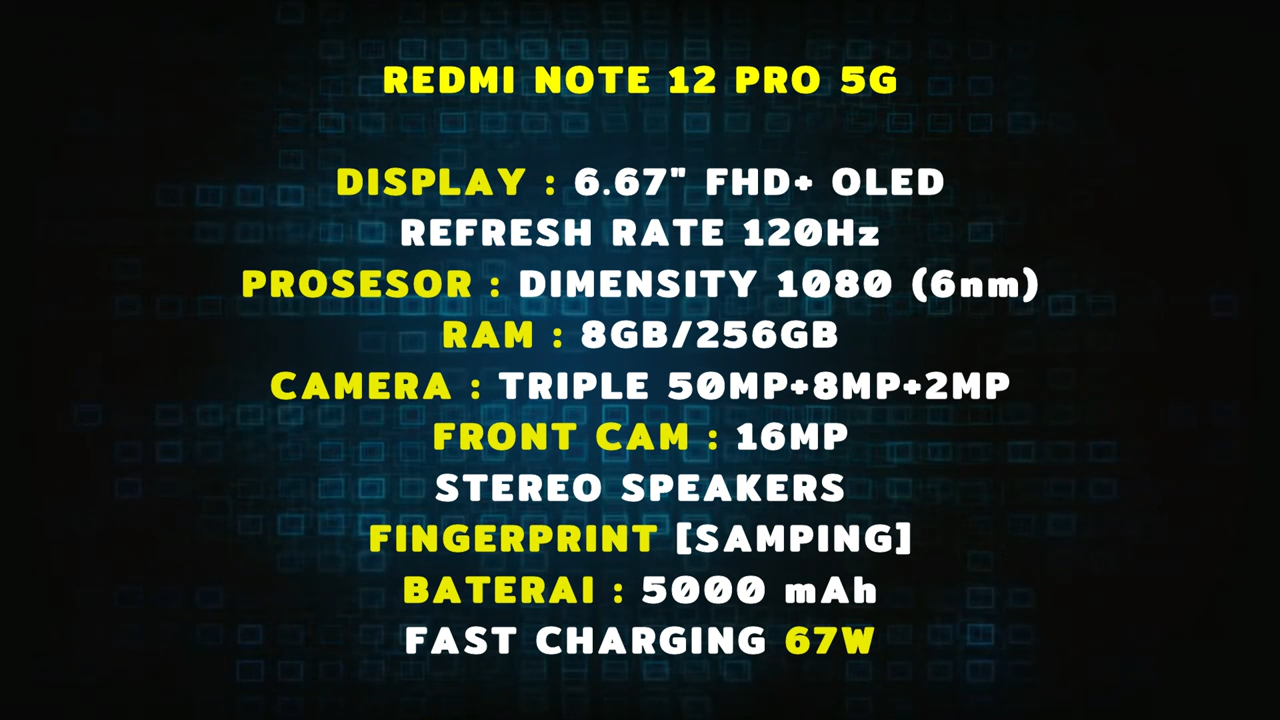 REDMI NOTE 12 PRO 5G
DISPLAY : 6.67" FHD+ OLED
REFRESH RATE 120Hz
PROSESOR : DIMENSITY 1080 (6nm)
RAM : 8GB/256GB
CAMERA : TRIPLE 50MP+8MP+2MP
FRONT CAM : 16MP
STEREO SPEAKERS
FINGERPRINT [SAMPING]
BATERAI : 5000 mAh
FAST CHARGING 67W